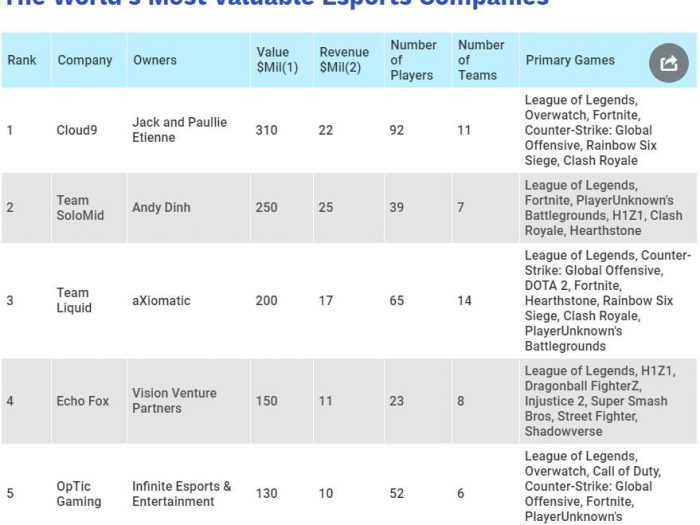 The World's Most Valuable Esports Companies
Rank
Company
Owners
Value
$Mil(1)
Revenue
$Mil(2)
Number
of
Players
Number
of
Teams
Primary Games
1
Cloud9
Jack and Paullie
Etienne
310
22
92
11
League of Legends,
Overwatch, Fortnite,
Counter-Strike: Global
Offensive, Rainbow Six
Siege, Clash Royale
2
Team
SoloMid
Andy Dinh
250
25
39
7
League of Legends,
Fortnite, PlayerUnknown's
Battlegrounds, H1Z1, Clash
Royale, Hearthstone
3
Team
Liquid
aXiomatic
200
17
65
14
League of Legends, Counter-
Strike: Global Offensive,
DOTA 2, Fortnite,
Hearthstone, Rainbow Six
Siege, Clash Royale,
PlayerUnknown's
Battlegrounds
4
Echo Fox
Vision Venture
Partners
150
11
23
8
League of Legends, H1Z1,
Dragonball FighterZ,
Injustice 2, Super Smash
Bros, Street Fighter,
Shadowverse
5
OpTic
Gaming
Infinite Esports &
Entertainment
130
10
52
6
League of Legends,
Overwatch, Call of Duty,
Counter-Strike: Global
Offensive, Fortnite,
PlayerUnknown's